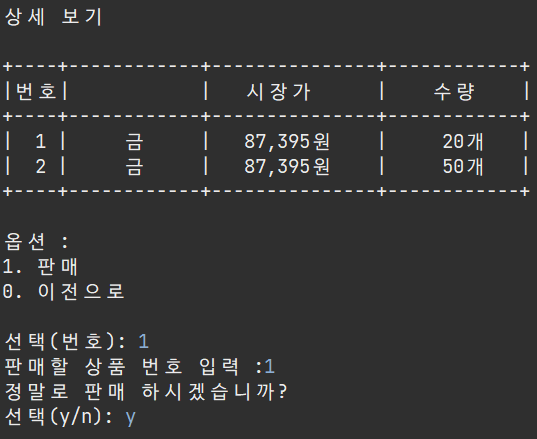 상세 보기
+----+------------+---------------+------------+
|번호|            |   시장가      |    수량    |
+----+------------+---------------+------------+
|  1 |     금     |   87,395원    |     20개   |
|  2 |     금     |   87,395원    |     50개   |
+----+------------+---------------+------------+
옵션 :
1. 판매
0. 이전으로
선택(번호): 1
판매할 상품 번호 입력 :1
정말로 판매 하시겠습니까?
선택(y/n): y